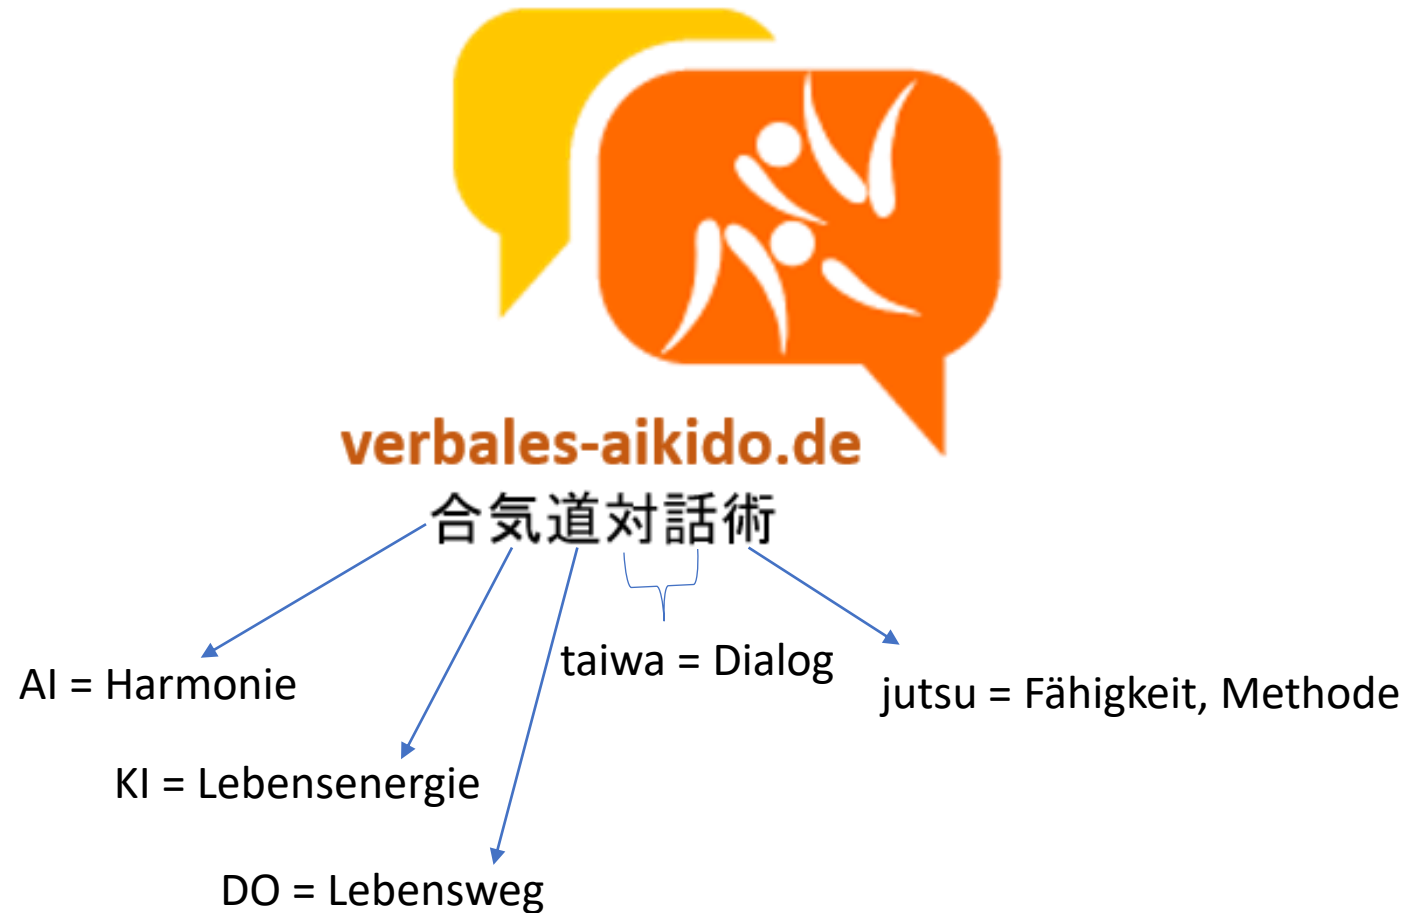 verbales-aikido.de
合気道対話術
taiwa = Dialog
AI = Harmonie
jutsu = Fähigkeit, Methode
KI = Lebensenergie
DO = Lebensweg